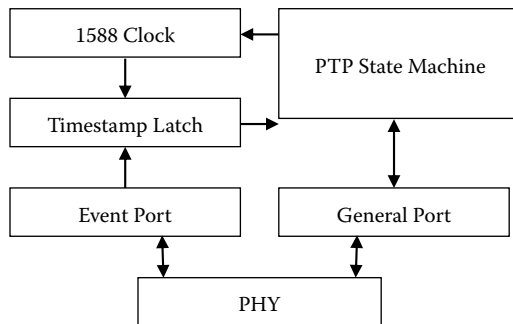 1588 Clock
PTP State Machine
Timestamp Latch
Event Port
General Port
PHY